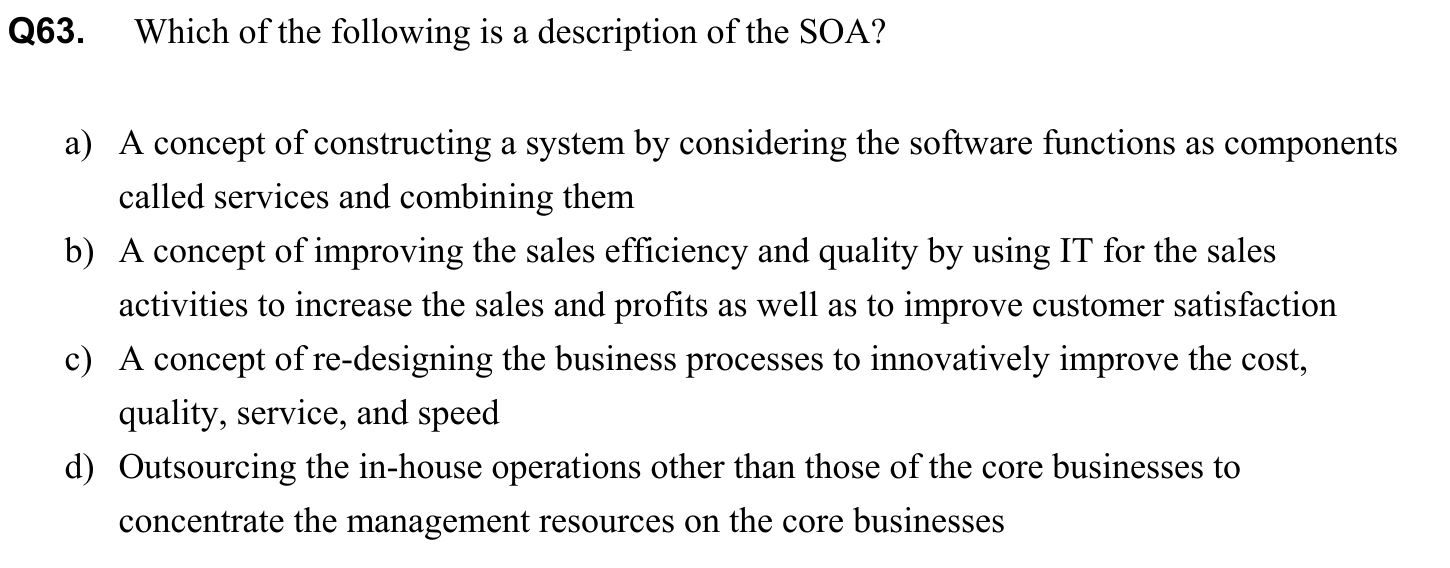 Q63. Which of the following is a description of the SOA?
a) A concept of constructing a system by considering the software functions as components
called services and combining them
b) A concept of improving the sales efficiency and quality by using IT for the sales
activities to increase the sales and profits as well as to improve customer satisfaction
c) A concept of re-designing the business processes to innovatively improve the cost,
quality, service, and speed
d) Outsourcing the in-house operations other than those of the core businesses to
concentrate the management resources on the core businesses